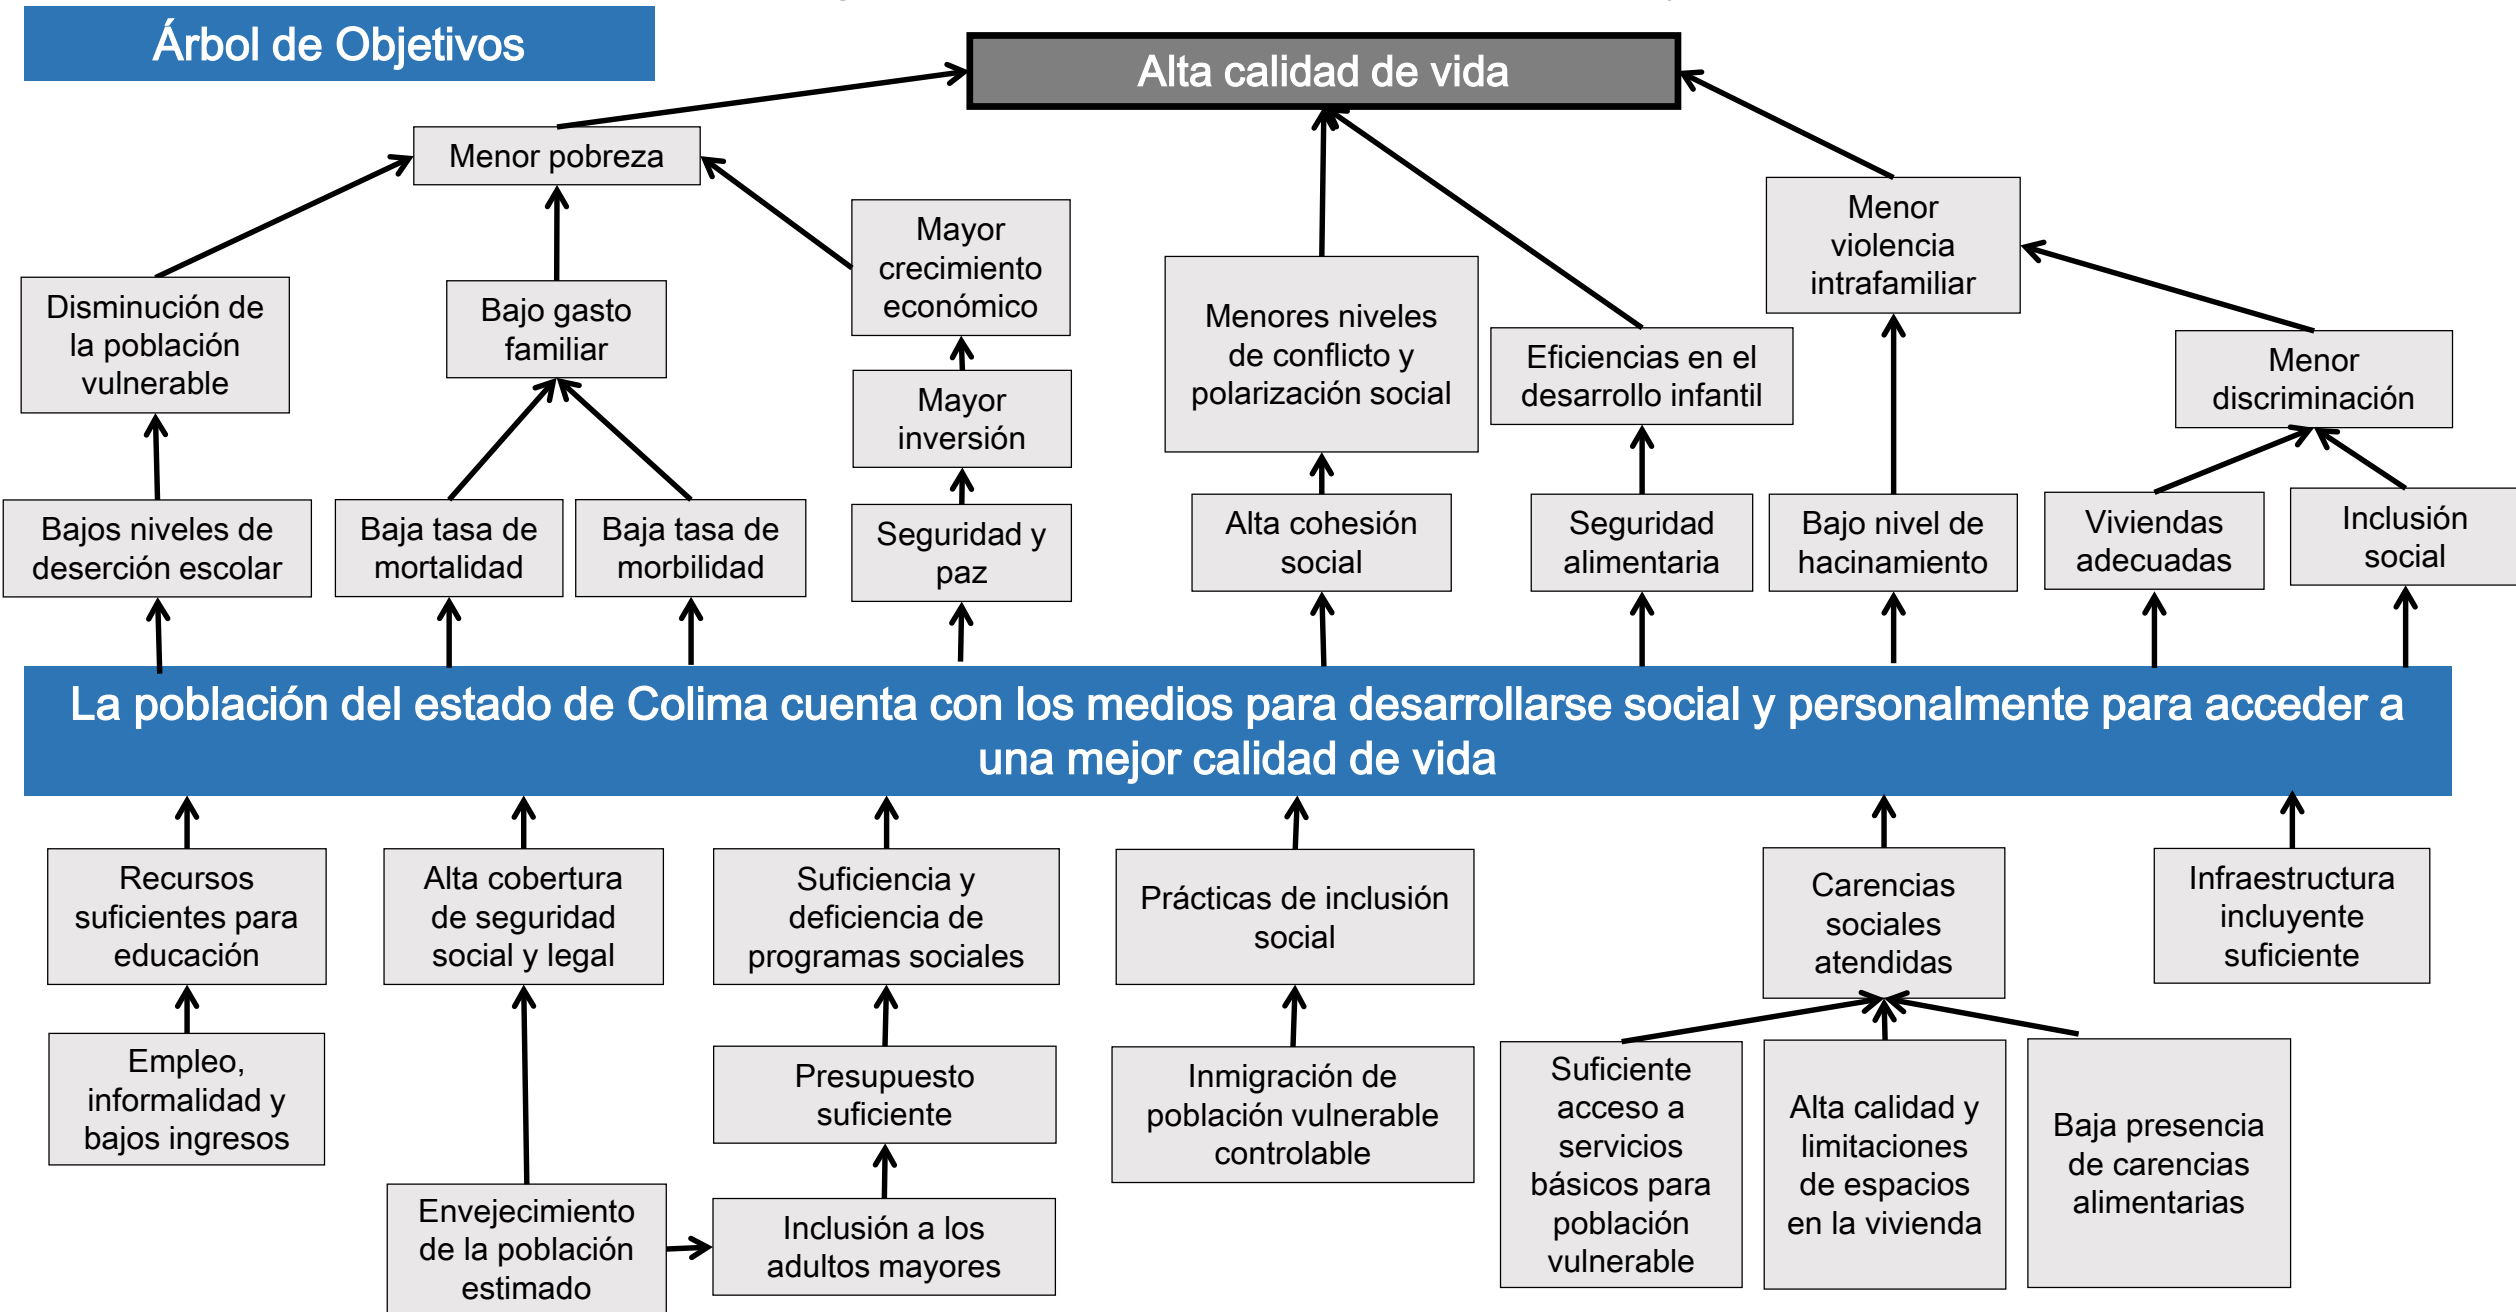 Árbol de Objetivos
Alta calidad de vida
Menor pobreza
Mayor
crecimiento
económico
Menor
violencia
intrafamiliar
Disminución de
la población
vulnerable
Bajo gasto
familiar
Mayor
inversión
Menores niveles
de conflicto y
polarización social
Eficiencias en el
desarrollo infantil
Menor
discriminación
Bajos niveles de
deserción escolar
Baja tasa de
mortalidad
Baja tasa de
morbilidad
Seguridad y
paz
Alta cohesión
social
Seguridad
alimentaria
Bajo nivel de
hacinamiento
Viviendas
adecuadas
Inclusión
social
La población del estado de Colima cuenta con los medios para desarrollarse social y personalmente para acceder a
una mejor calidad de vida
Recursos
suficientes para
educación
Alta cobertura
de seguridad
social y legal
Suficiencia y
deficiencia de
programas sociales
Prácticas de inclusión
social
Carencias
sociales
atendidas
Infraestructura
incluyente
suficiente
Empleo,
informalidad y
bajos ingresos
Presupuesto
suficiente
Inmigración de
población vulnerable
controlable
Suficiente
acceso a
servicios
básicos para
población
vulnerable
Alta calidad y
limitaciones
de espacios
en la vivienda
Baja presencia
de carencias
alimentarias
Envejecimiento
de la población
estimado
Inclusión a los
adultos mayores